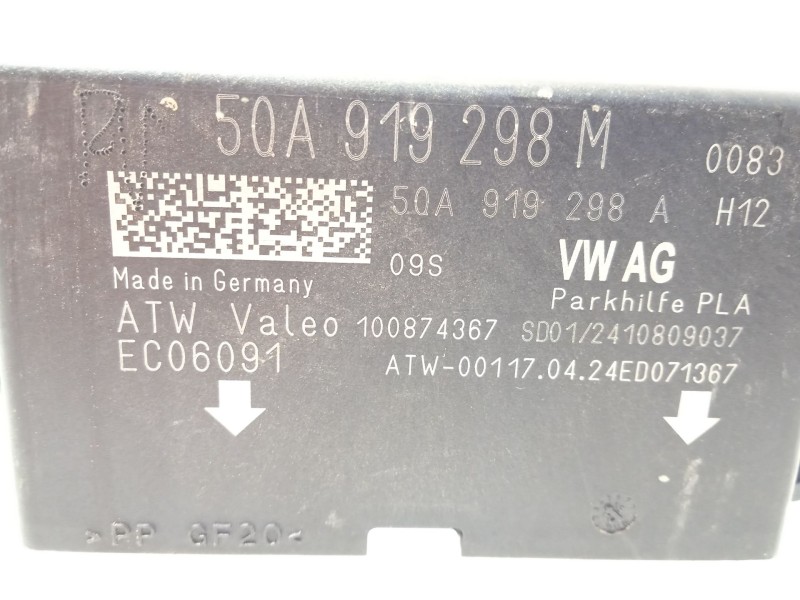 5QA 919 298 M 0083
5QA 919 298 A H12
09S VW AG
Made in Germany Parkhilfe PLA
ATW Valeo 100874367 SD01/2410809037
EC06091 ATW-00117.04.24ED071367
>PP GF20<